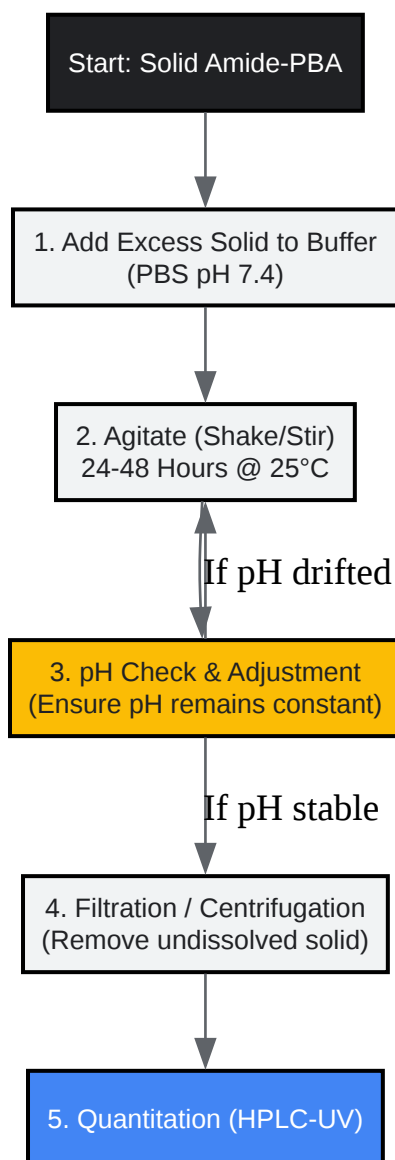 Start: Solid Amide-PBA
1. Add Excess Solid to Buffer
(PBS pH 7.4)
2. Agitate (Shake/Stir)
24-48 Hours @ 25°C
If pH drifted
3. pH Check & Adjustment
(Ensure pH remains constant)
If pH stable
4. Filtration / Centrifugation
(Remove undissolved solid)
5. Quantitation (HPLC-UV)